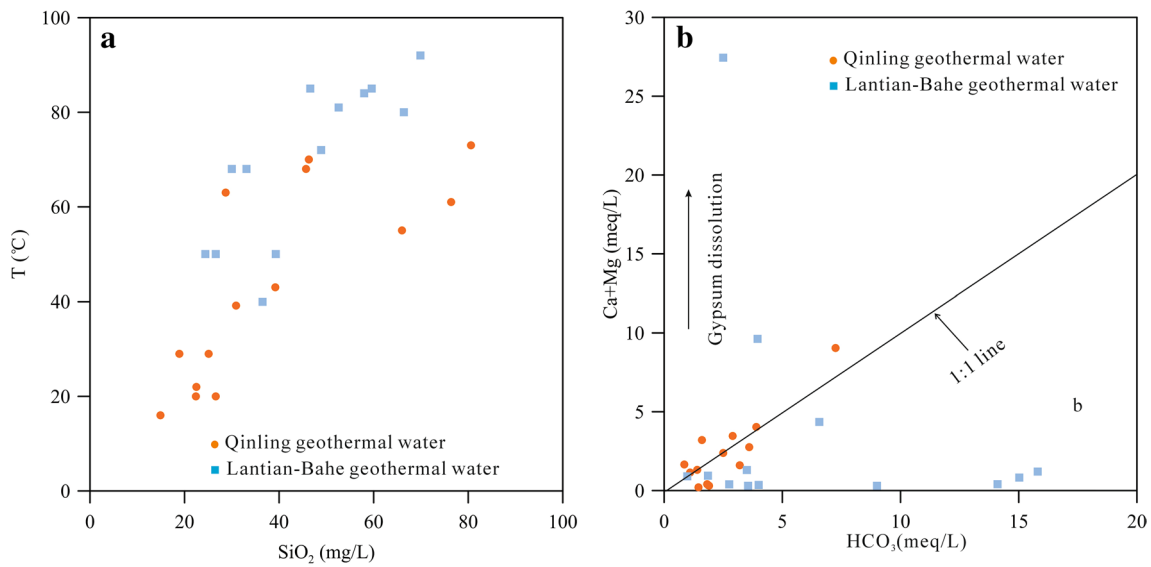 a
100
80
60
40
20
0
T (℃)
Qinling geothermal water
Lantian-Bahe geothermal water
0 20 40 60 80 100
SiO₂ (mg/L)
b
30
25
20
15
10
5
0
Ca+Mg (meq/L)
Qinling geothermal water
Lantian-Bahe geothermal water
Gypsum dissolution
1:1 line
b
0 5 10 15 20
HCO₃(meq/L)